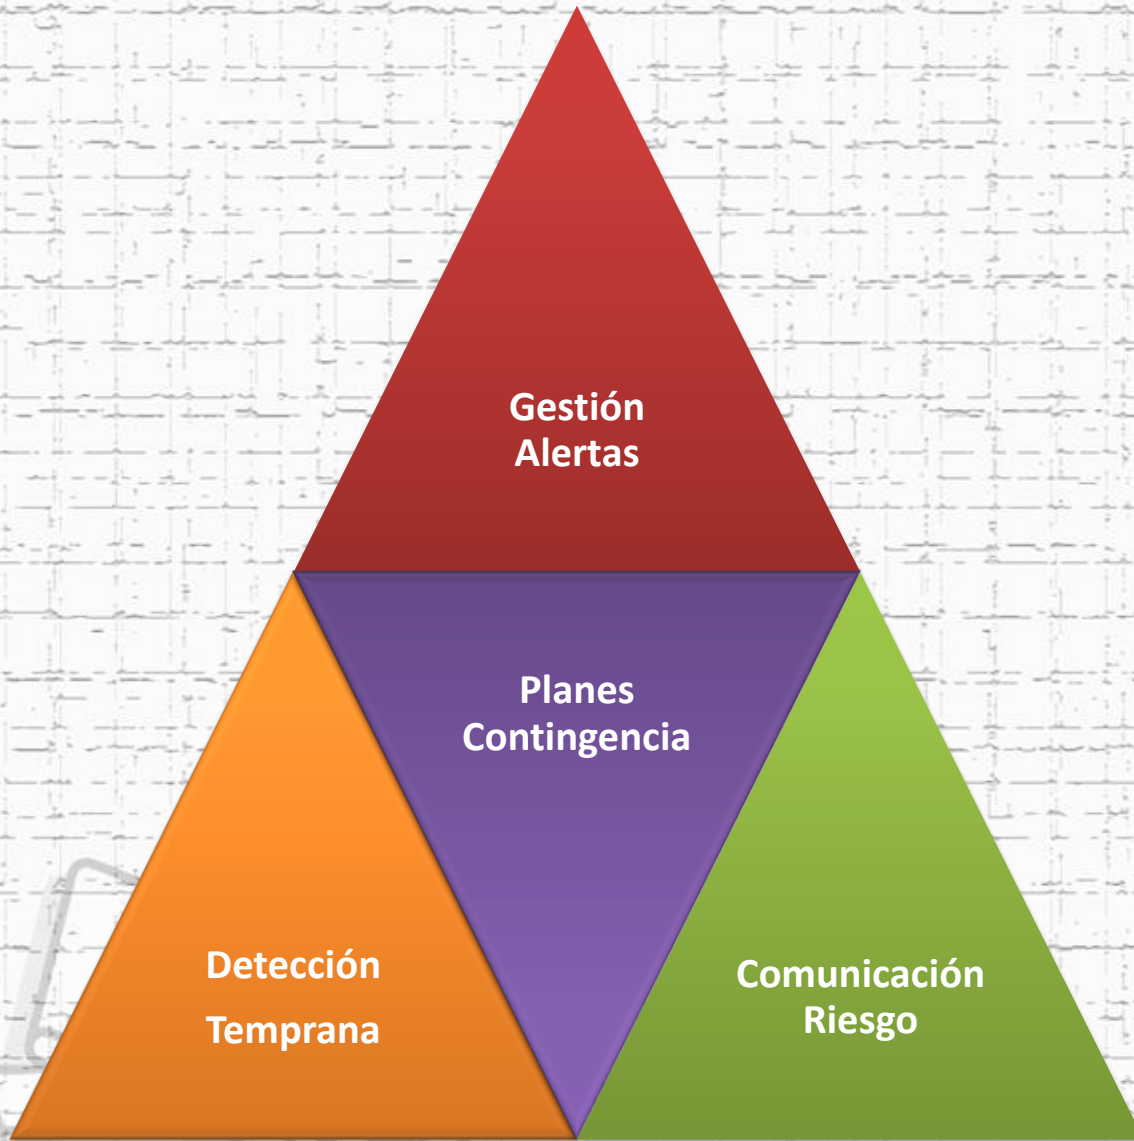 Gestión
Alertas
Planes
Contingencia
Detección
Temprana
Comunicación
Riesgo